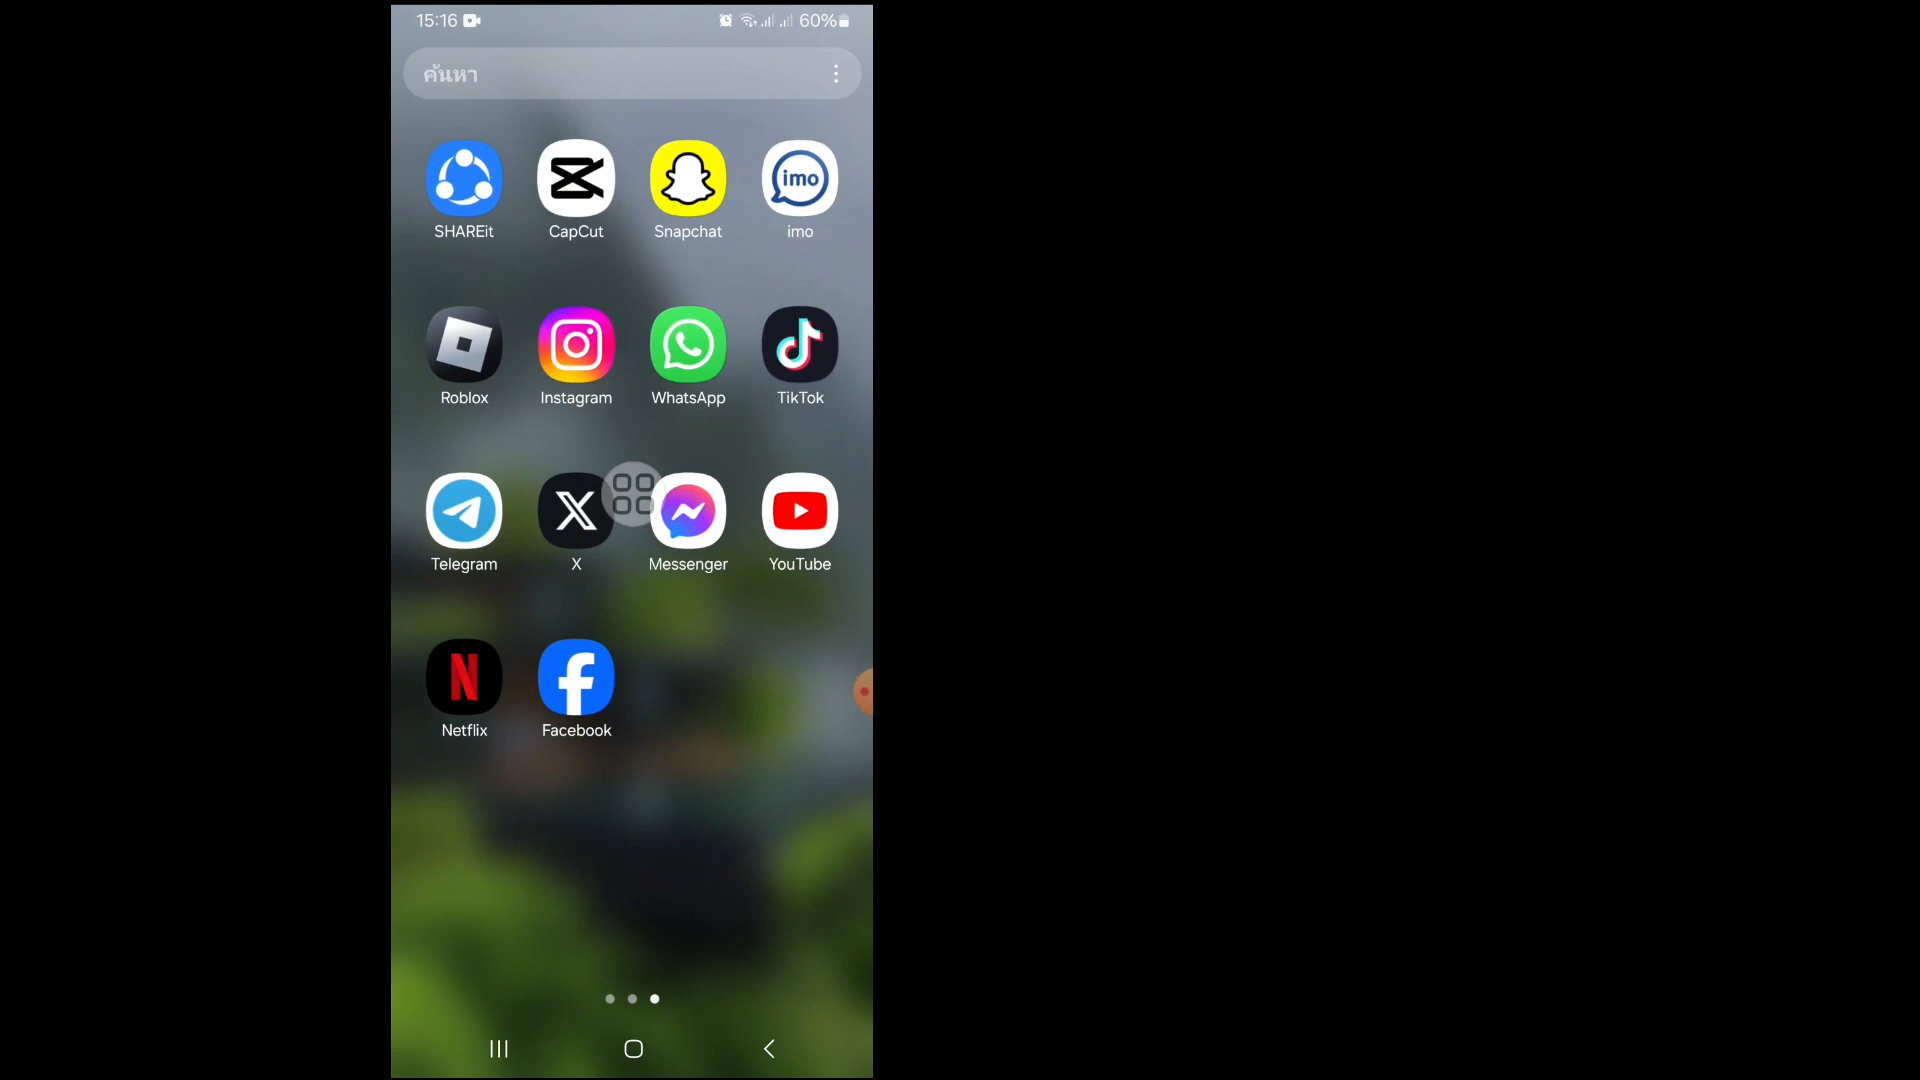 15:16
60%
ค้นหา
SHAREit
CapCut
Snapchat
imo
imo
Roblox
Instagram
WhatsApp
TikTok
Telegram
X
Messenger
YouTube
Netflix
Facebook